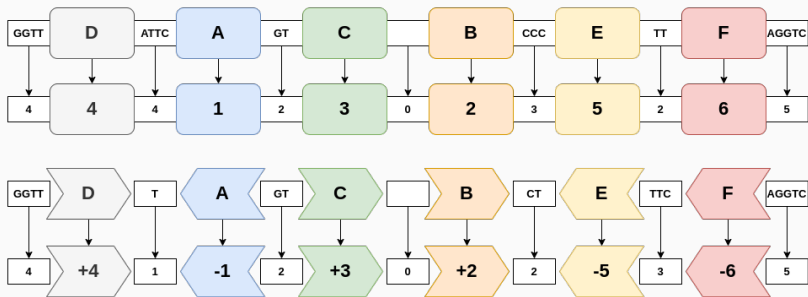 GGTT D ATTC A GT C B CCC E TT F AGGTC
4 4 4 1 2 3 0 2 3 5 2 6 5
GGTT D T A GT C B CT E TTC F AGGTC
4 +4 1 -1 2 +3 0 +2 2 -5 3 -6 5